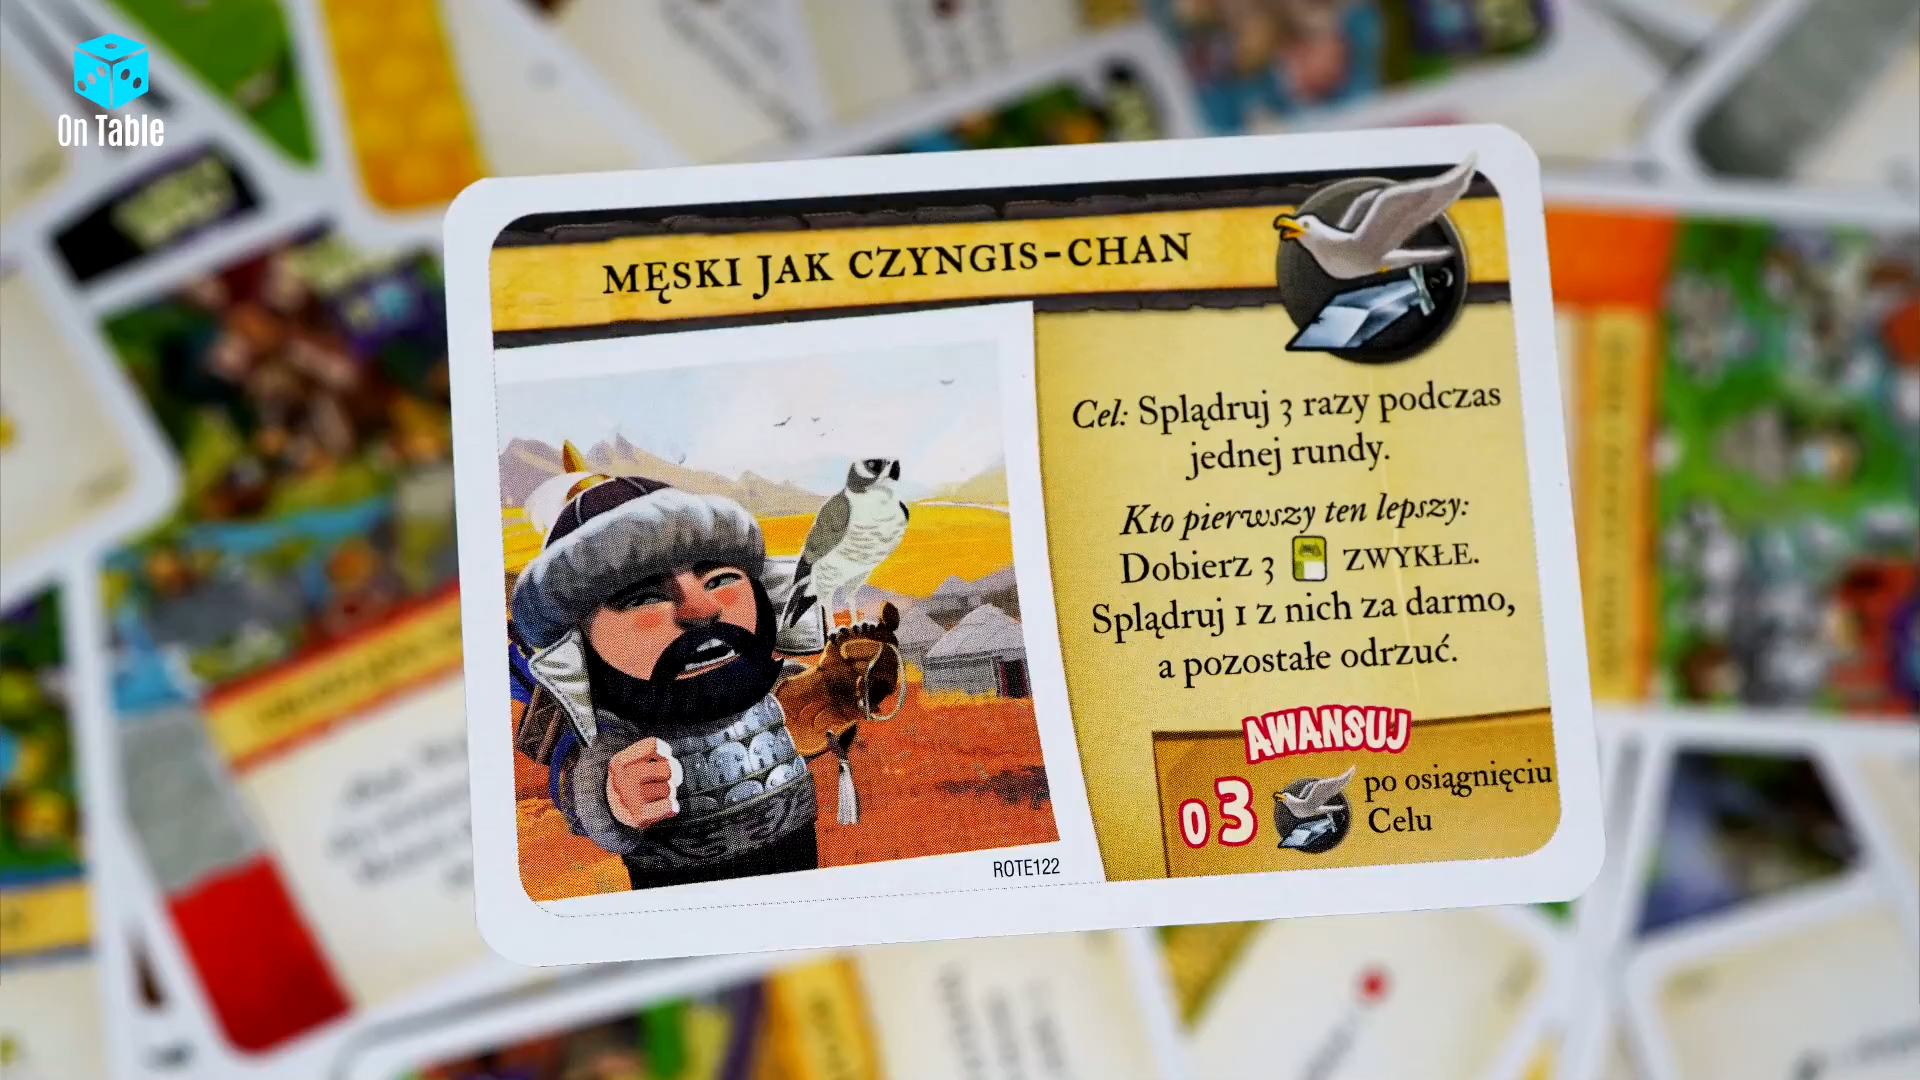 On Table
MĘSKI JAK CZYNGIS-CHAN
Cel: Splądruj 3 razy podczas
jednej rundy.
Kto pierwszy ten lepszy:
Dobierz 3 ZWYKŁE.
Splądruj 1 z nich za darmo,
a pozostałe odrzuć.
AWANSUJ
0 3 po osiągnięciu
Celu
ROTE122